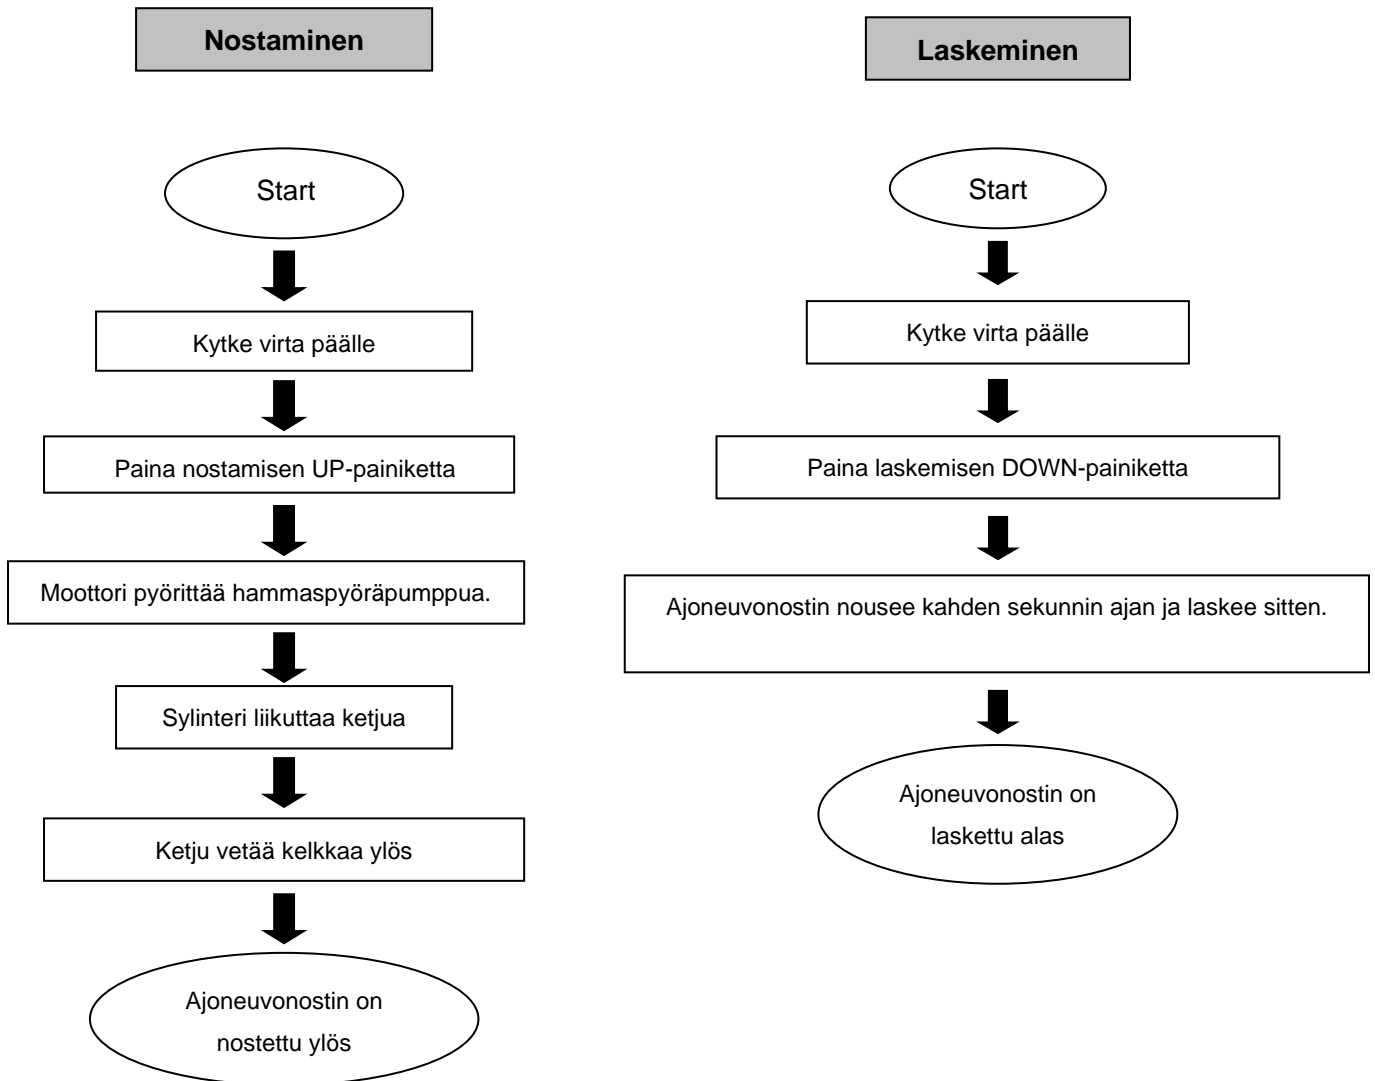 Nostaminen
Start
Kytke virta päälle
Paina nostamisen UP-painiketta
Moottori pyörittää hammaspyöräpumppua.
Sylinteri liikuttaa ketjua
Ketju vetää kelkkaa ylös
Ajoneuvonostin on
nostettu ylös
Laskeminen
Start
Kytke virta päälle
Paina laskemisen DOWN-painiketta
Ajoneuvonostin nousee kahden sekunnin ajan ja laskee sitten.
Ajoneuvonostin on
laskettu alas